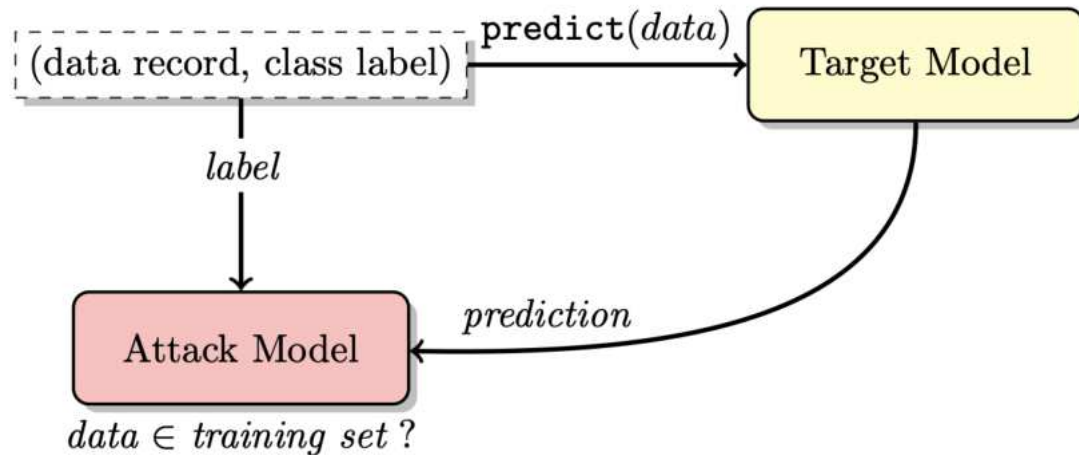 predict(data)
(data record, class label)
Target Model
label
prediction
Attack Model
data ∈ training set ?